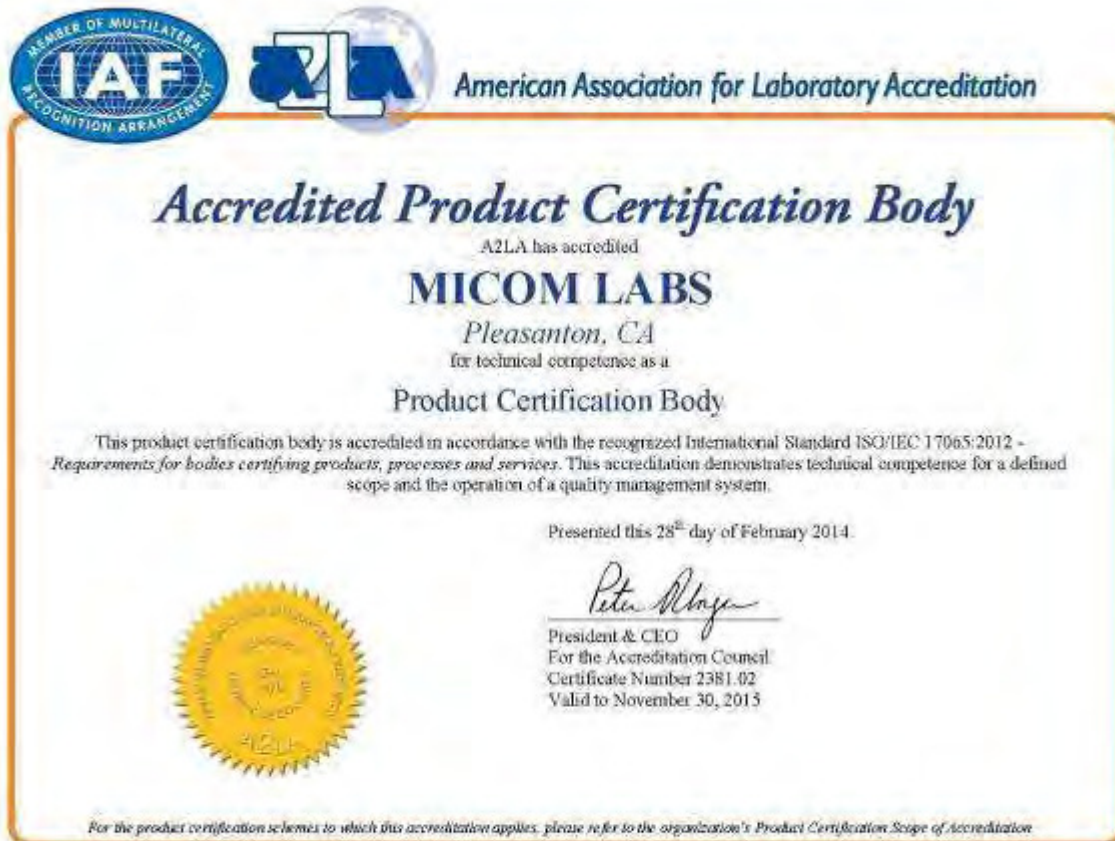 MEMBER OF MULTILATERAL
IAF
RECOGNITION ARRANGEMENT
A2LA
American Association for Laboratory Accreditation
Accredited Product Certification Body
A2LA has accredited
MICOM LABS
Pleasanton, CA
for technical competence as a
Product Certification Body
This product certification body is accredited in accordance with the recognized International Standard ISO/IEC 17065:2012 -
Requirements for bodies certifying products, processes and services. This accreditation demonstrates technical competence for a defined
scope and the operation of a quality management system.
Presented this 28th day of February 2014.
Peter
President & CEO
For the Accreditation Council
Certificate Number 2381.02
Valid to November 30, 2015
A2LA
For the product certification schemes to which this accreditation applies, please refer to the organization's Product Certification Scope of Accreditation